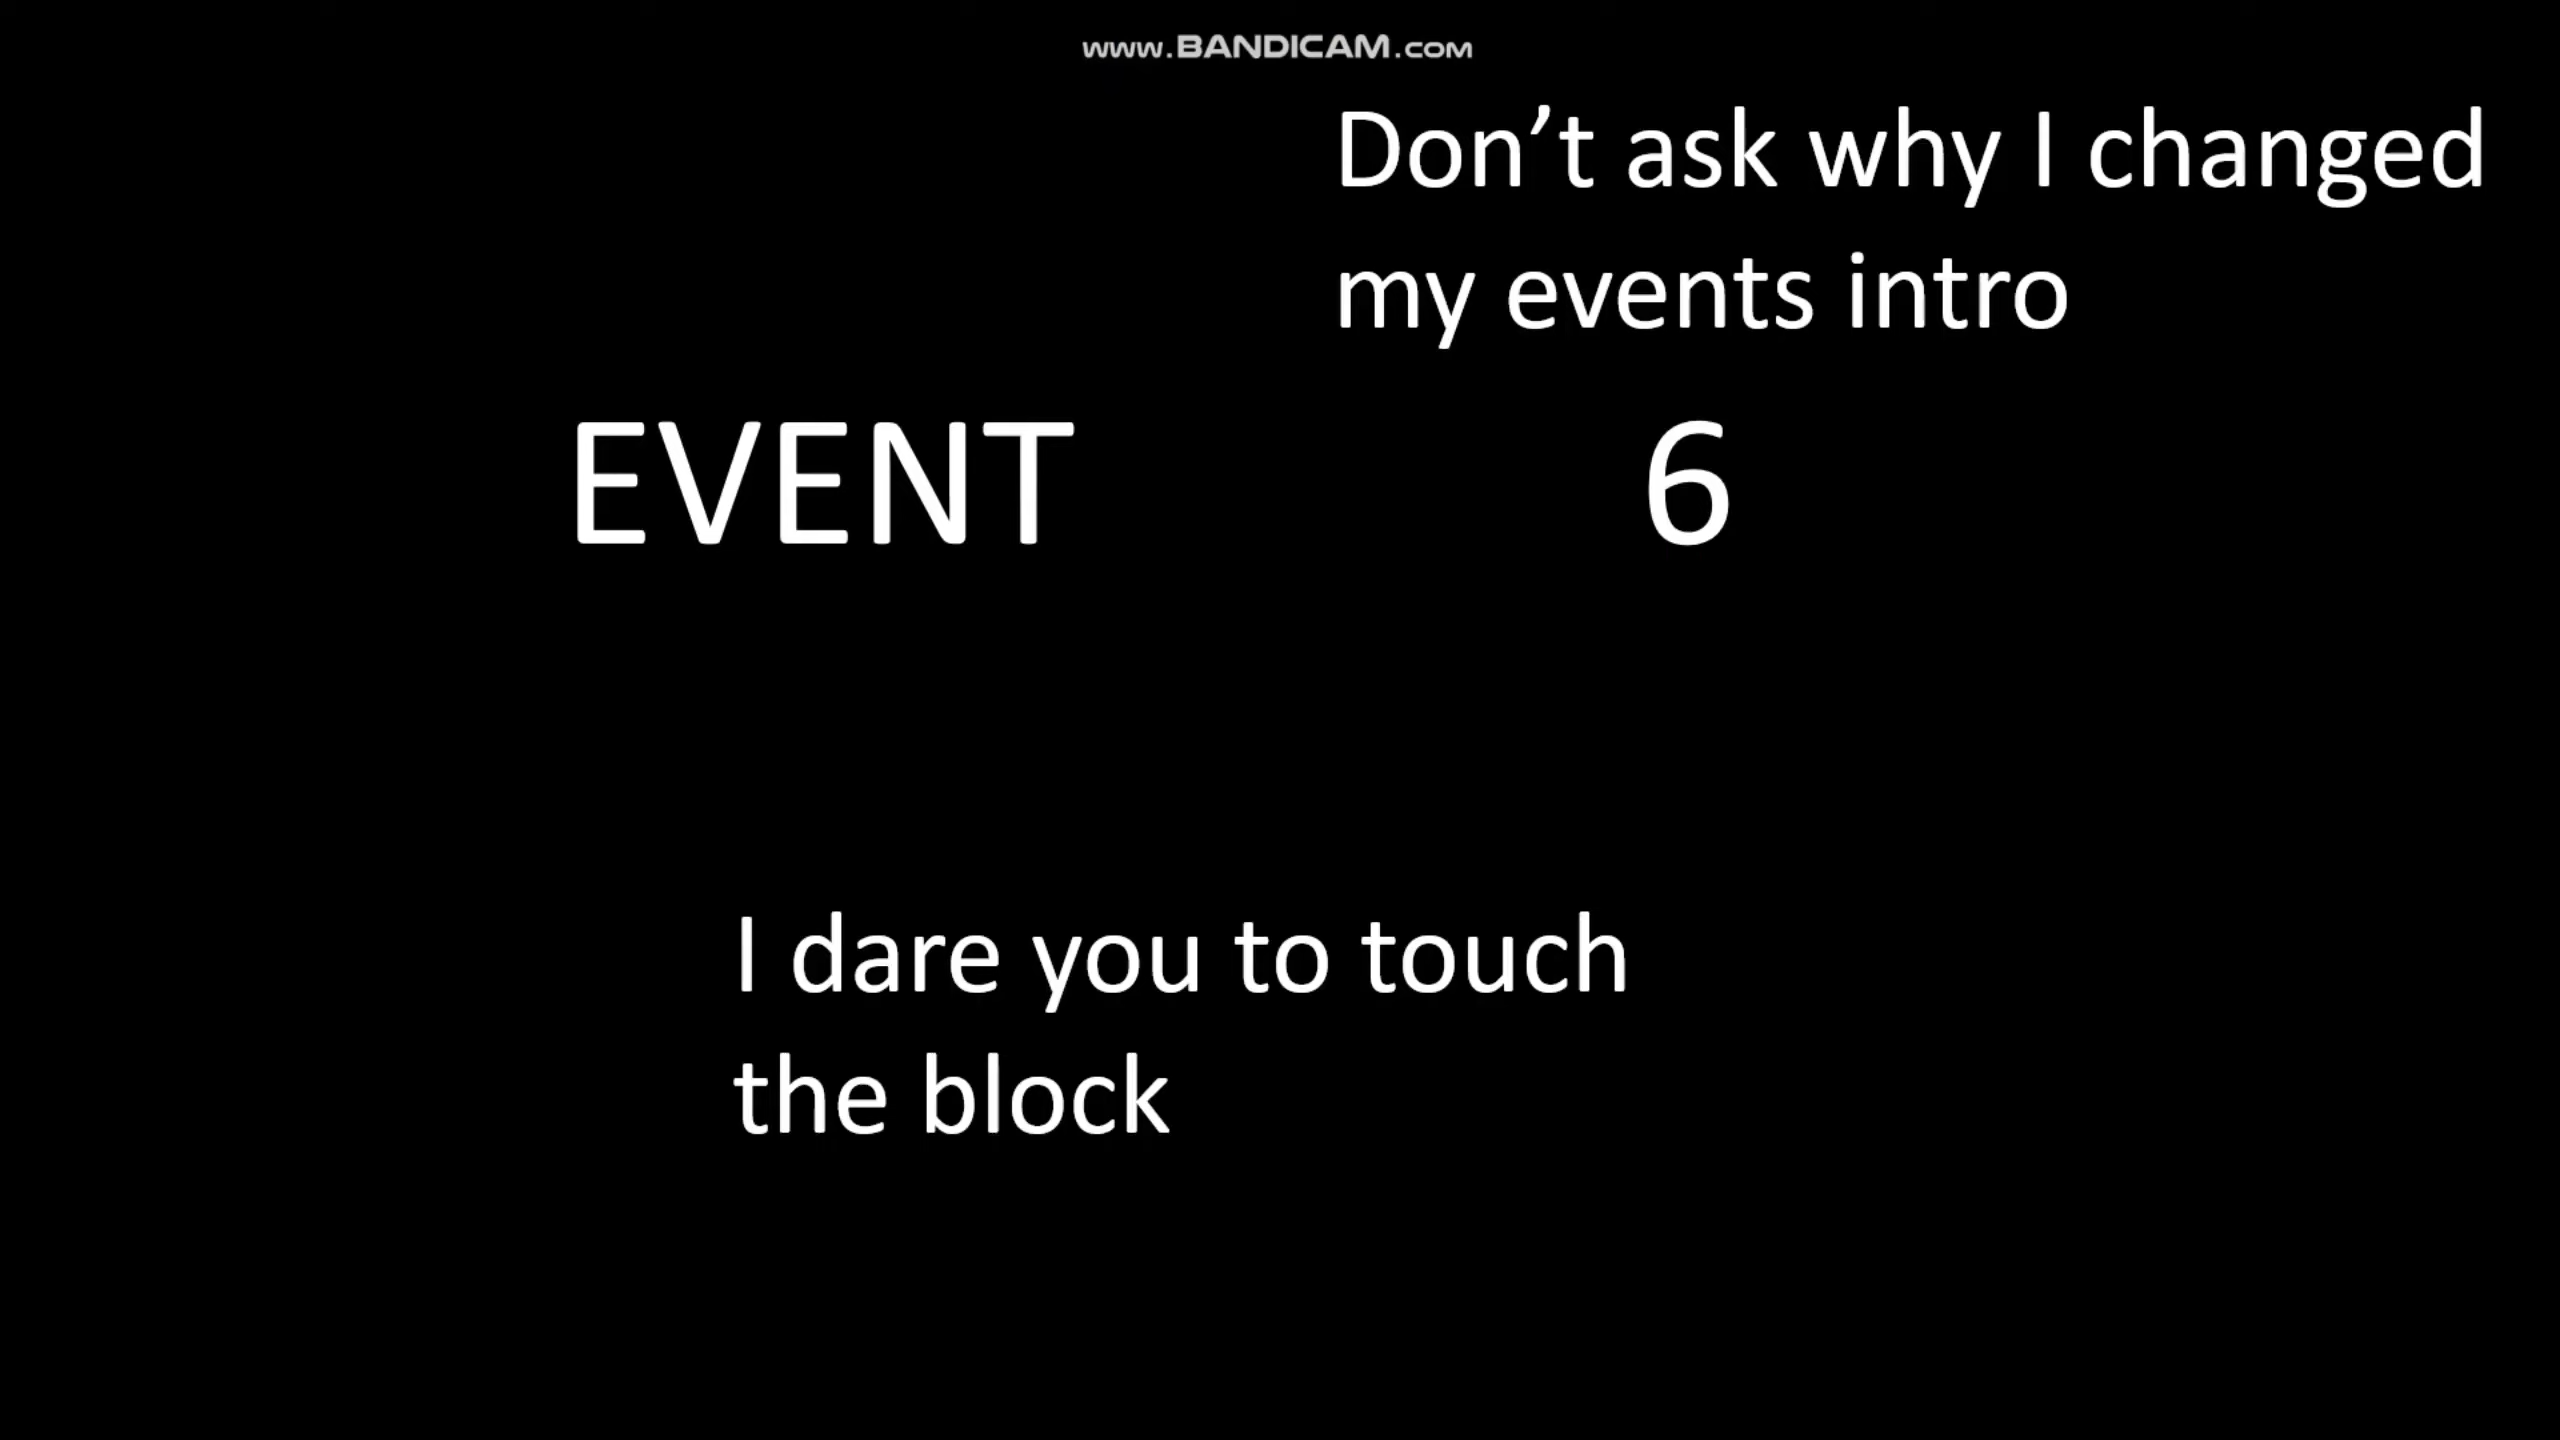 www.BANDICAM.com
Don’t ask why I changed
my events intro
EVENT 6
I dare you to touch
the block